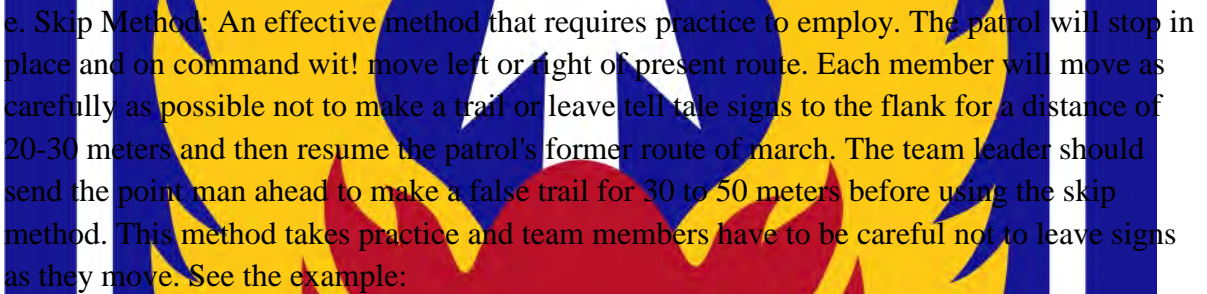 e. Skip Method: An effective method that requires practice to employ. The patrol will stop in
place and on command wit! move left or right of present route. Each member will move as
carefully as possible not to make a trail or leave tell tale signs to the flank for a distance of
20-30 meters and then resume the patrol's former route of march. The team leader should
send the point man ahead to make a false trail for 30 to 50 meters before using the skip
method. This method takes practice and team members have to be careful not to leave signs
as they move. See the example: